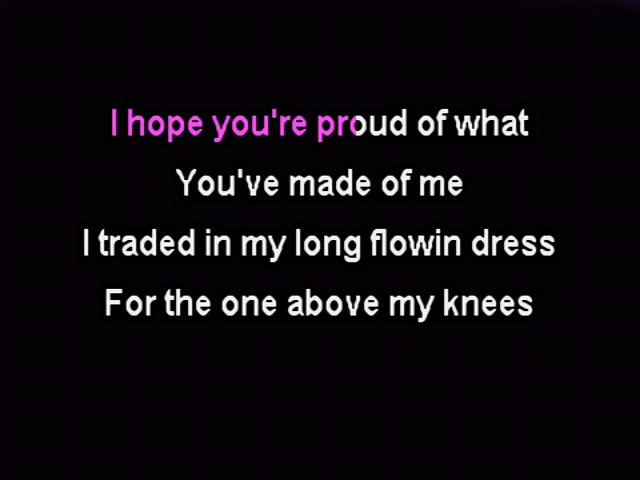 I hope you're proud of what
You've made of me
I traded in my long flowin dress
For the one above my knees